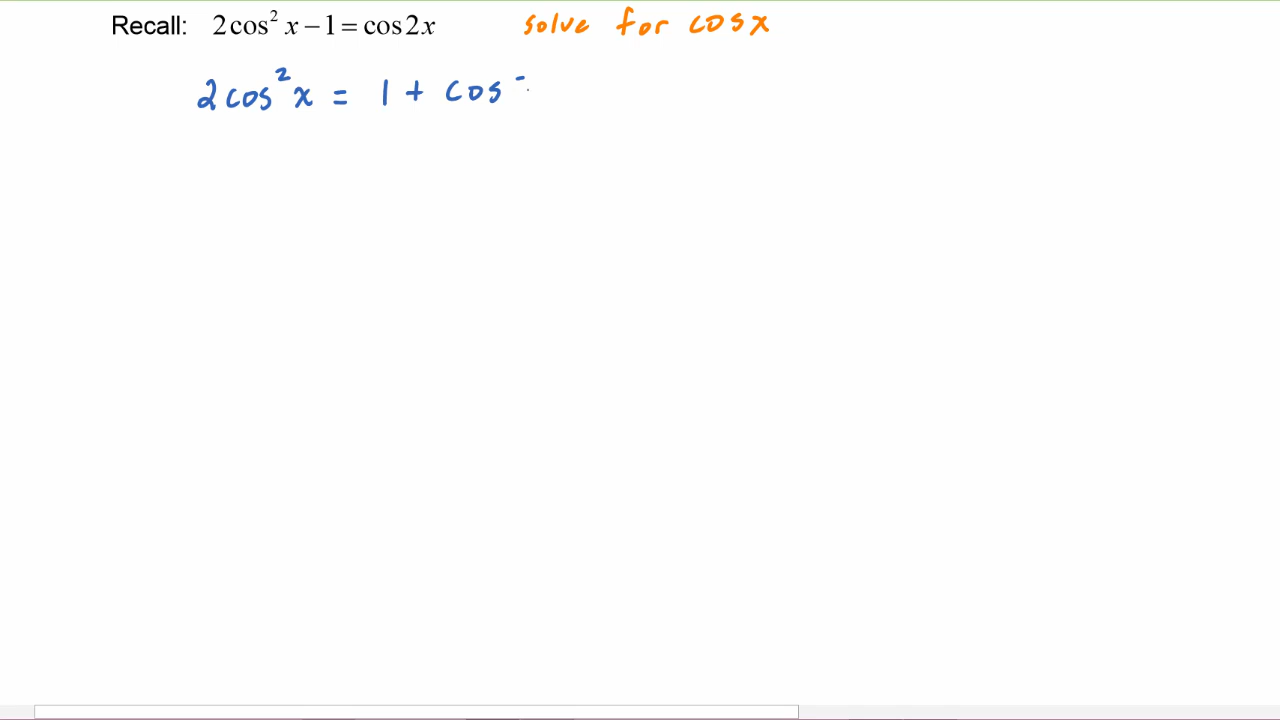 Recall: 2cos² x − 1 = cos 2x solve for cosx
2cos²x = 1 + cos